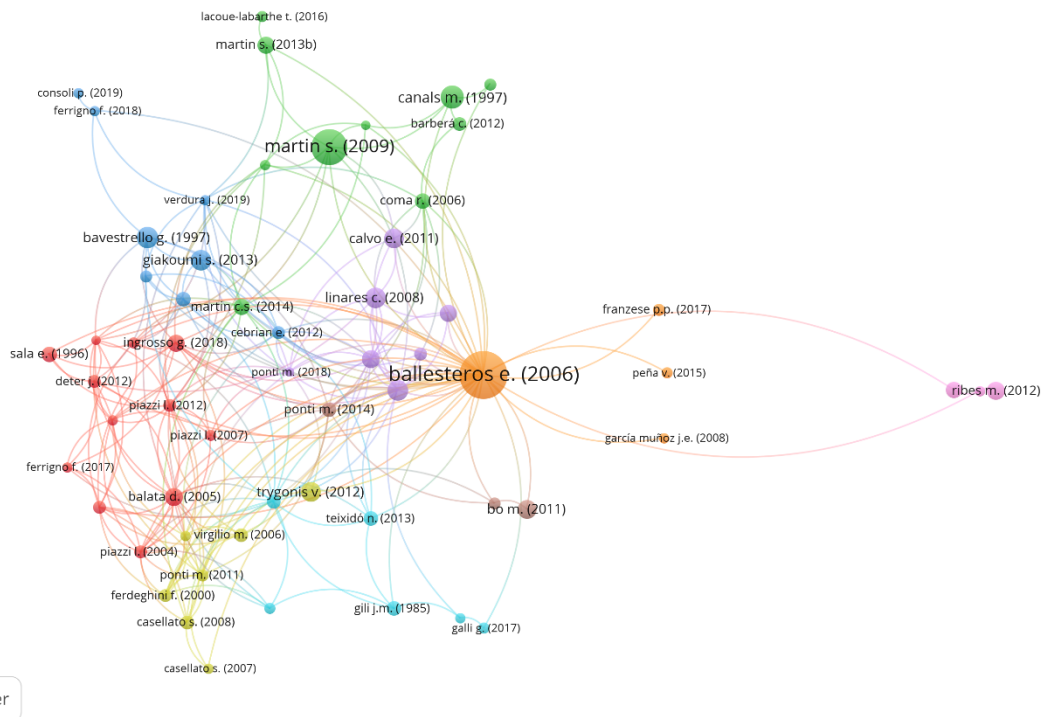 lacoue-labarthe t. (2016)
martin s. (2013b)
consoli p. (2019)
ferrigno f. (2018)
canals m. (1997)
barberá c. (2012)
martin s. (2009)
verdura j. (2019)
coma r. (2006)
bavestrello g. (1997)
calvo e. (2011)
giakoumi s. (2013)
linares c. (2008)
martin c.s. (2014)
franzese p.p. (2017)
cebrian e. (2012)
ingrosso g. (2018)
sala e. (1996)
ponti m. (2018)
ballesteros e. (2006)
peña v. (2015)
deter j. (2012)
ribes m. (2012)
piazzi l. (2012)
ponti m. (2014)
piazzi l. (2007)
garcía muñoz j.e. (2008)
ferrigno f. (2017)
balata d. (2005)
trygonis v. (2012)
bo m. (2011)
teixidó n. (2013)
virgilio m. (2006)
piazzi l. (2004)
ponti m. (2011)
ferdeghini f. (2000)
gili j.m. (1985)
casellato s. (2008)
galli g. (2017)
casellato s. (2007)
er